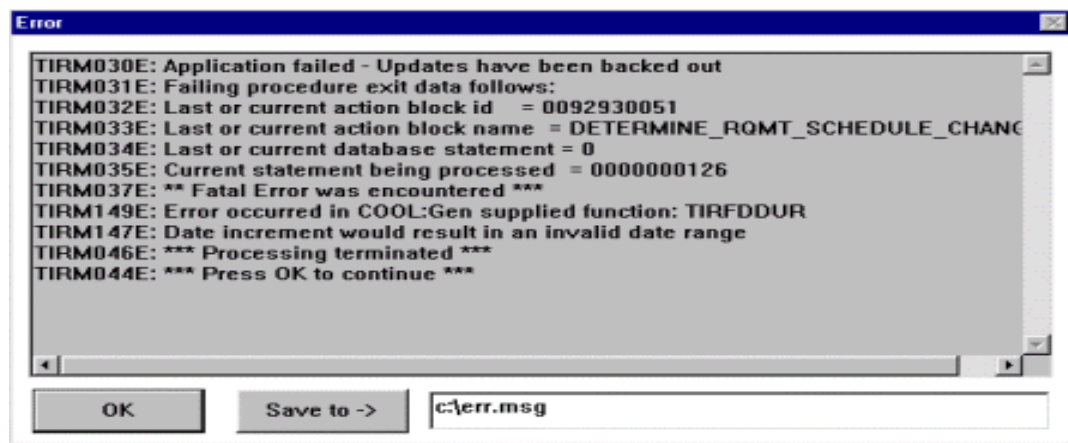 Error
TIRM030E: Application failed - Updates have been backed out
TIRM031E: Failing procedure exit data follows:
TIRM032E: Last or current action block id = 0092930051
TIRM033E: Last or current action block name = DETERMINE_RQMT_SCHEDULE_CHANG
TIRM034E: Last or current database statement = 0
TIRM035E: Current statement being processed = 0000000126
TIRM037E: ** Fatal Error was encountered ***
TIRM149E: Error occurred in COOL:Gen supplied function: TIRFDDUR
TIRM147E: Date increment would result in an invalid date range
TIRM046E: *** Processing terminated ***
TIRM044E: *** Press OK to continue ***
OK Save to -> c:\err.msg